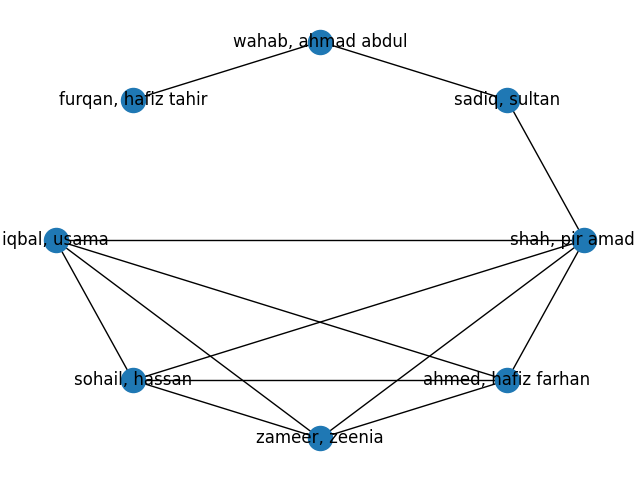 wahab, ahmad abdul
furqan, hafiz tahir
sadiq, sultan
iqbal, usama
shah, pir amad
sohail, hassan
ahmed, hafiz farhan
zameer, zeenia